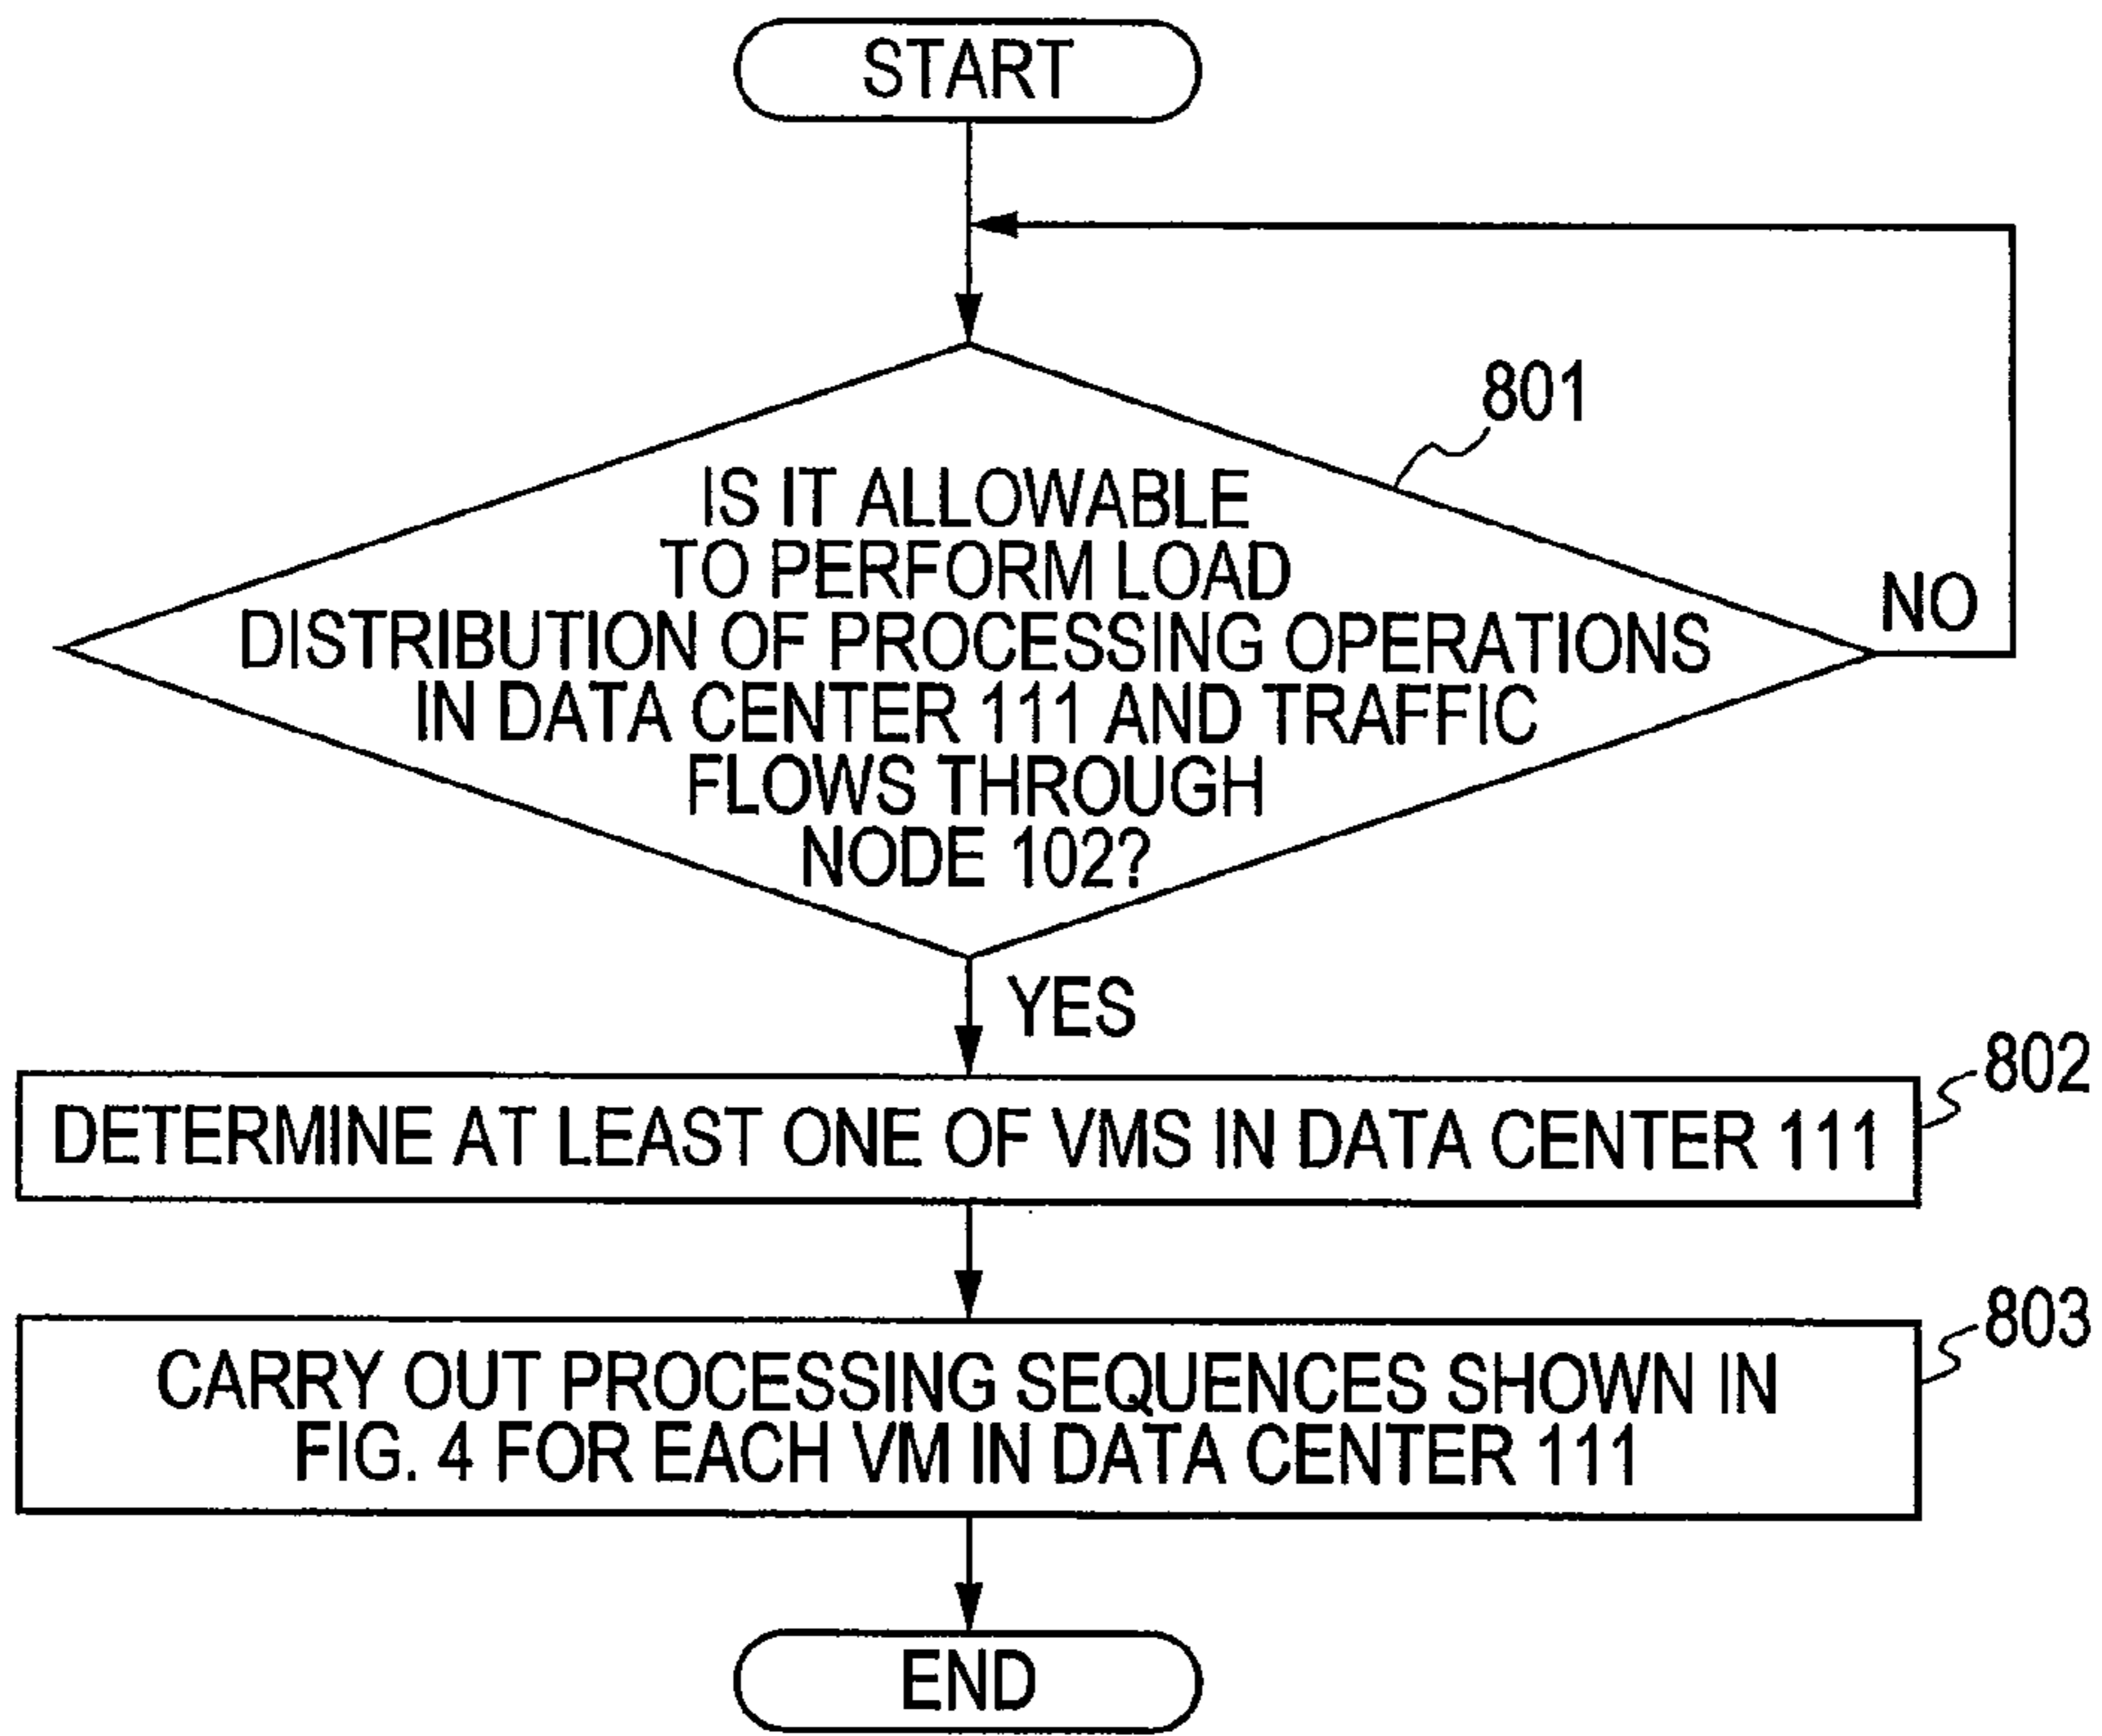 START
801
IS IT ALLOWABLE
TO PERFORM LOAD
DISTRIBUTION OF PROCESSING OPERATIONS
IN DATA CENTER 111 AND TRAFFIC
FLOWS THROUGH
NODE 102?
NO
YES
802
DETERMINE AT LEAST ONE OF VMS IN DATA CENTER 111
803
CARRY OUT PROCESSING SEQUENCES SHOWN IN
FIG. 4 FOR EACH VM IN DATA CENTER 111
END